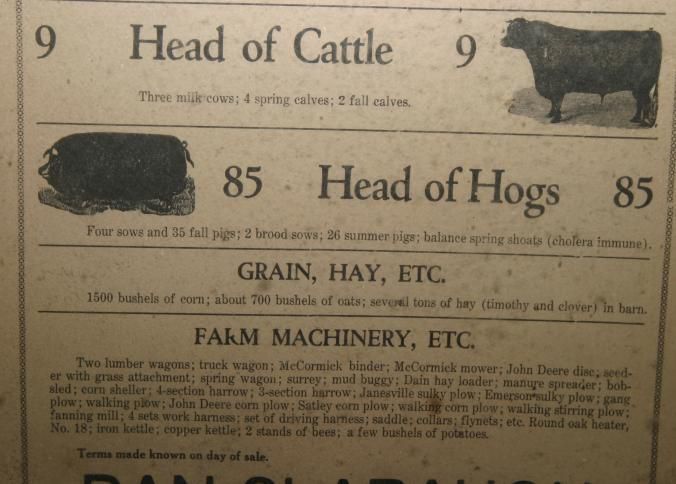 9 Head of Cattle 9
Three milk cows; 4 spring calves; 2 fall calves.
85 Head of Hogs 85
Four sows and 35 fall pigs; 2 brood sows; 26 summer pigs; balance spring shoats (cholera immune).
GRAIN, HAY, ETC.
1500 bushels of corn; about 700 bushels of oats; several tons of hay (timothy and clover) in barn.
FARM MACHINERY, ETC.
Two lumber wagons; truck wagon; McCormick binder; McCormick mower; John Deere disc, seed-
er with grass attachment; spring wagon; surrey; mud buggy; Dain hay loader; manure spreader; bob-
sled; corn sheller; 4-section harrow; 3-section harrow; Janesville sulky plow; Emerson sulky plow; gang
plow; walking plow; John Deere corn plow; Satley corn plow; walking corn plow; walking stirring plow;
fanning mill; 4 sets work harness; set of driving harness; saddle; collars; flynets; etc. Round oak heater,
No. 18; iron kettle; copper kettle; 2 stands of bees; a few bushels of potatoes.
Terms made known on day of sale.